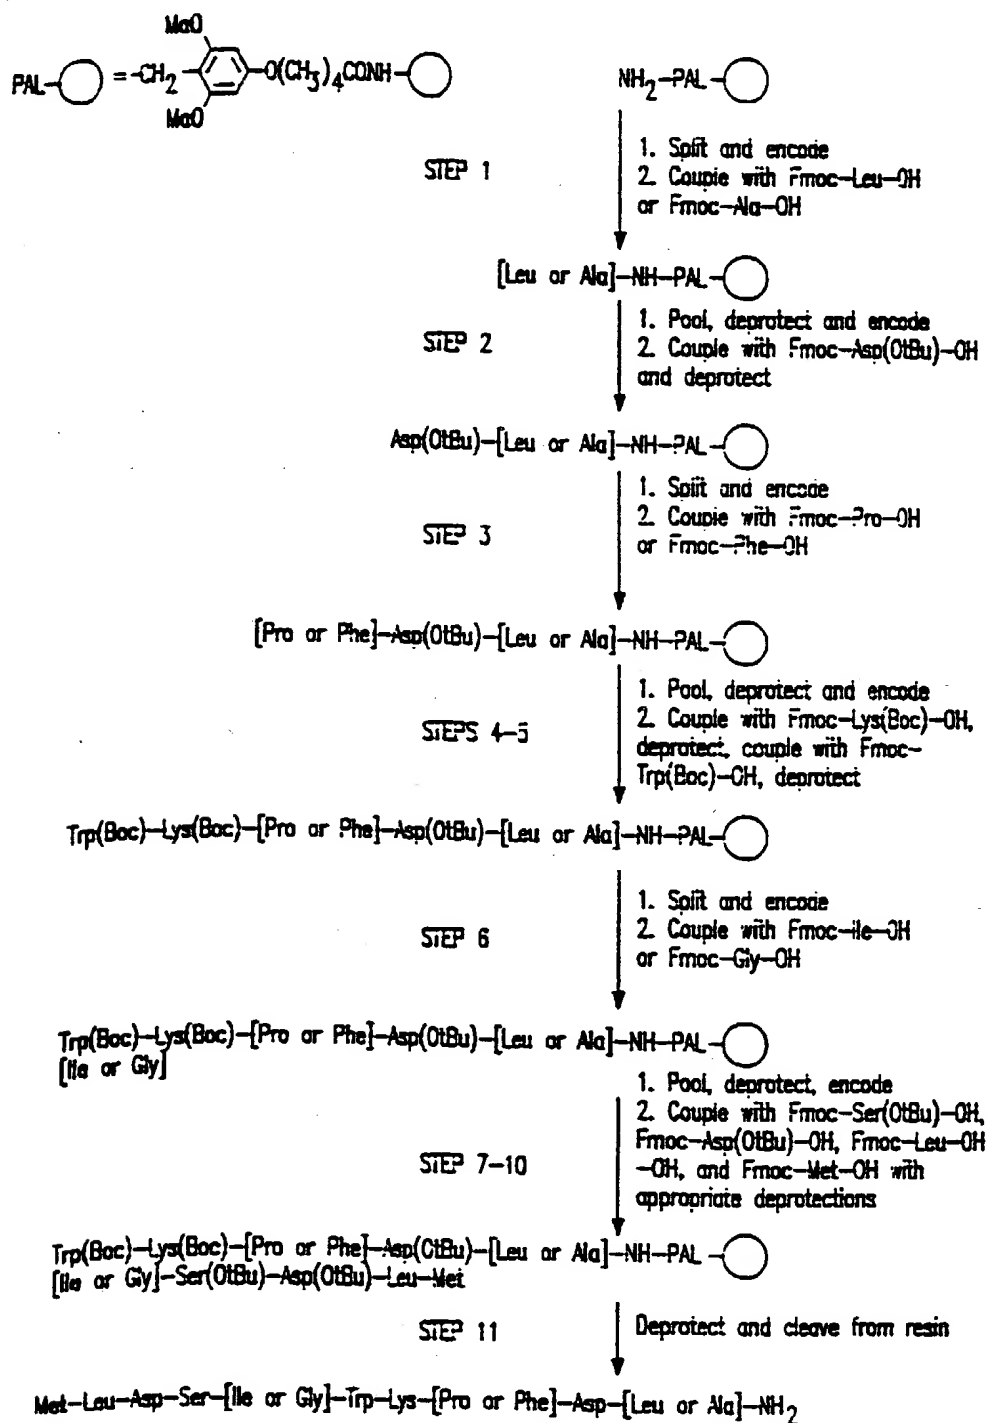 MaO
PAL = -CH2 -O(CH3)4CONH-
MaO
NH2-PAL-
STEP 1
1. Split and encode
2. Couple with Fmoc-Leu-OH
or Fmoc-Ala-OH
[Leu or Ala]-NH-PAL-
STEP 2
1. Pool, deprotect and encode
2. Couple with Fmoc-Asp(OtBu)-OH
and deprotect
Asp(OtBu)-[Leu or Ala]-NH-PAL-
STEP 3
1. Split and encode
2. Couple with Fmoc-Pro-OH
or Fmoc-Phe-OH
[Pro or Phe]-Asp(OtBu)-[Leu or Ala]-NH-PAL-
STEPS 4-5
1. Pool, deprotect and encode
2. Couple with Fmoc-Lys(Boc)-OH,
deprotect, couple with Fmoc-
Trp(Boc)-OH, deprotect
Trp(Boc)-Lys(Boc)-[Pro or Phe]-Asp(OtBu)-[Leu or Ala]-NH-PAL-
STEP 6
1. Split and encode
2. Couple with Fmoc-Ile-OH
or Fmoc-Gly-OH
Trp(Boc)-Lys(Boc)-[Pro or Phe]-Asp(OtBu)-[Leu or Ala]-NH-PAL-
[Ile or Gly]
STEP 7-10
1. Pool, deprotect, encode
2. Couple with Fmoc-Ser(OtBu)-OH,
Fmoc-Asp(OtBu)-OH, Fmoc-Leu-OH
-OH, and Fmoc-Met-OH with
appropriate deprotections
Trp(Boc)-Lys(Boc)-[Pro or Phe]-Asp(OtBu)-[Leu or Ala]-NH-PAL-
[Ile or Gly]-Ser(OtBu)-Asp(OtBu)-Leu-Met
STEP 11
Deprotect and cleave from resin
Met-Leu-Asp-Ser-[Ile or Gly]-Trp-Lys-[Pro or Phe]-Asp-[Leu or Ala]-NH2